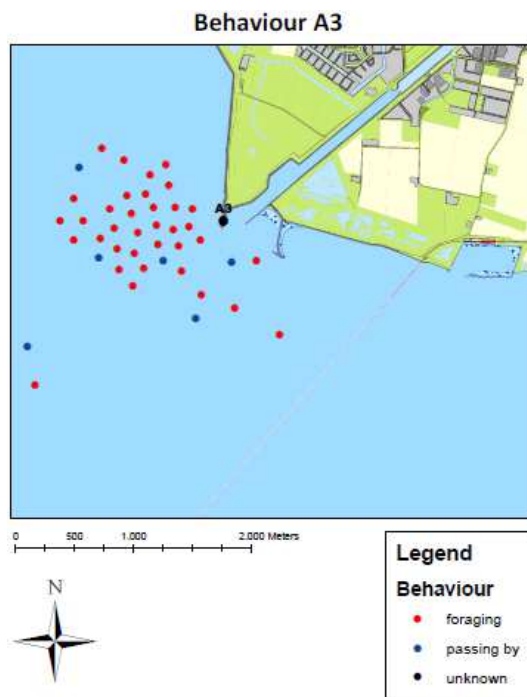 Behaviour A3
A3
0 500 1.000 2.000 Meters
N
Legend
Behaviour
foraging
passing by
unknown